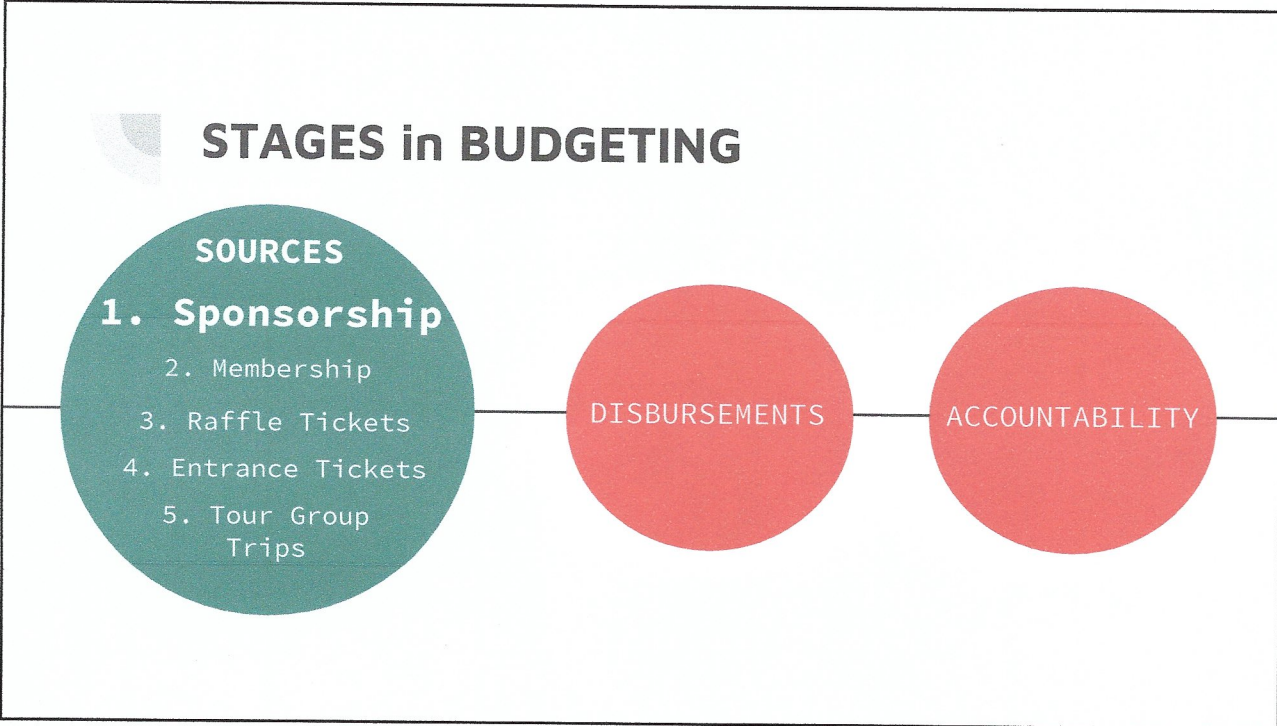 STAGES in BUDGETING
SOURCES
1. Sponsorship
2. Membership
3. Raffle Tickets
4. Entrance Tickets
5. Tour Group
Trips
DISBURSEMENTS
ACCOUNTABILITY